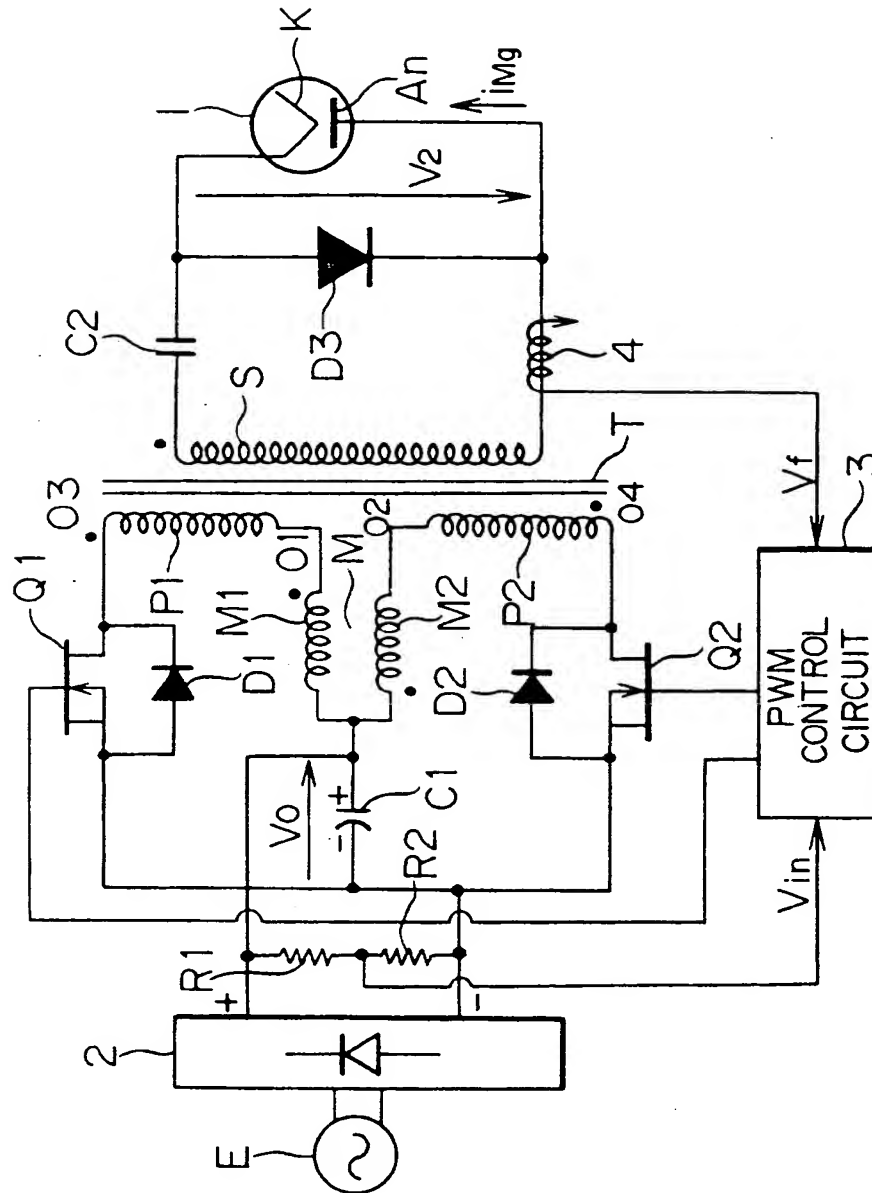 Q1
O3
C2
1
K
An
iMg
D1
P1
S
V2
D3
M1
O1
M
O2
M2
T
4
Vo
+
-
C1
D2
P2
O4
Q2
2
+
-
R1
R2
E
Vin
Vf
3
PWM
CONTROL
CIRCUIT